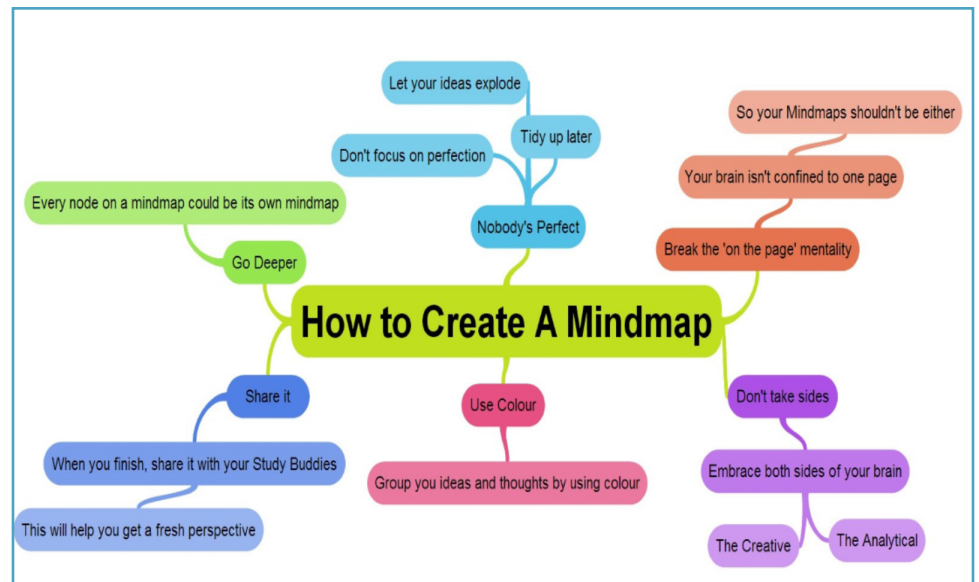 Let your ideas explode
Tidy up later
Don't focus on perfection
Nobody's Perfect
So your Mindmaps shouldn't be either
Your brain isn't confined to one page
Break the 'on the page' mentality
Every node on a mindmap could be its own mindmap
Go Deeper
How to Create A Mindmap
Share it
When you finish, share it with your Study Buddies
This will help you get a fresh perspective
Use Colour
Group you ideas and thoughts by using colour
Don't take sides
Embrace both sides of your brain
The Creative
The Analytical